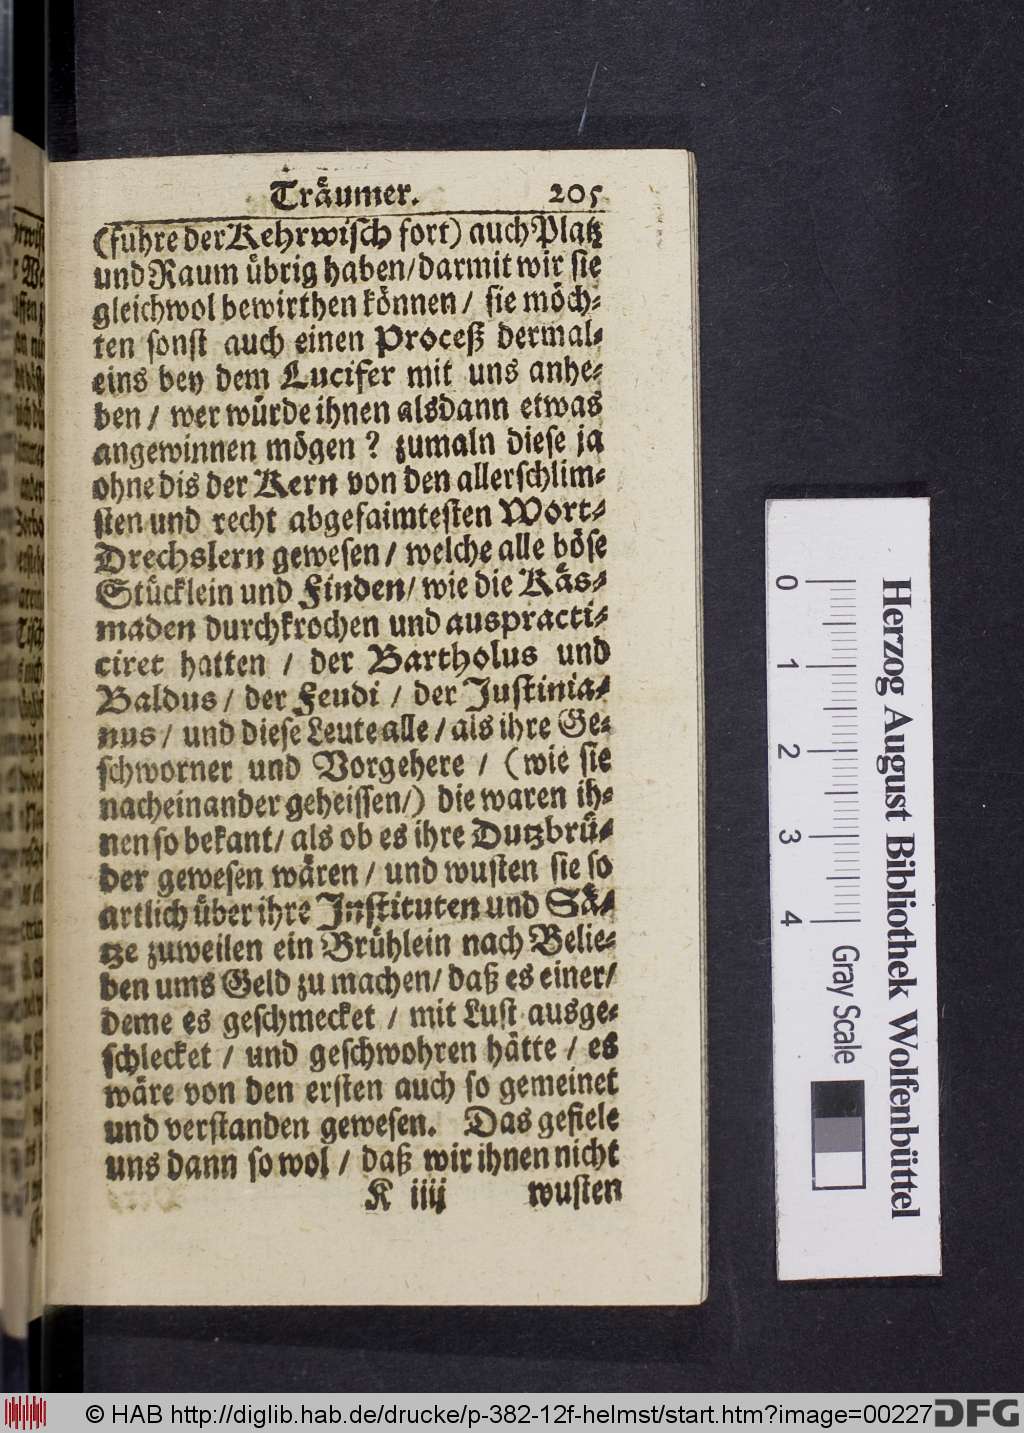 Träumer. 205
(fuhre der Kehrwisch fort) auch Platz
und Raum übrig haben/ darmit wir sie
gleichwol bewirthen können / sie möch-
ten sonst auch einen Proceß dermal-
eins bey dem Lucifer mit uns anhe-
ben / wer würde ihnen alsdann etwas
angewinnen mögen ? zumaln diese ja
ohne dis der Kern von den allerschlim-
sten und recht abgefaimtesten Wort-
Drechslern gewesen / welche alle böse
Stücklein und Finden/ wie die Käs-
maden durchkrochen und auspracti-
ciret hatten / der Bartholus und
Baldus / der Feudi / der Justinia-
nus / und diese Leute alle / als ihre Ge-
schworner und Vorgehere / (wie sie
nacheinander geheissen/) die waren ih-
nen so bekant/ als ob es ihre Dutzbrü-
der gewesen wären / und wusten sie so
artlich über ihre Instituten und Sä-
tze zuweilen ein Brühlein nach Belie-
ben ums Geld zu machen/ daß es einer/
deme es geschmecket / mit Lust ausge-
schlecket / und geschwohren hätte / es
wäre von den ersten auch so gemeinet
und verstanden gewesen. Das gefiele
uns dann so wol / daß wir ihnen nicht
K iiij wusten
Herzog August Bibliothek Wolfenbüttel
0 1 2 3 4 Gray Scale
© HAB http://diglib.hab.de/drucke/p-382-12f-helmst/start.htm?image=00227
DFG